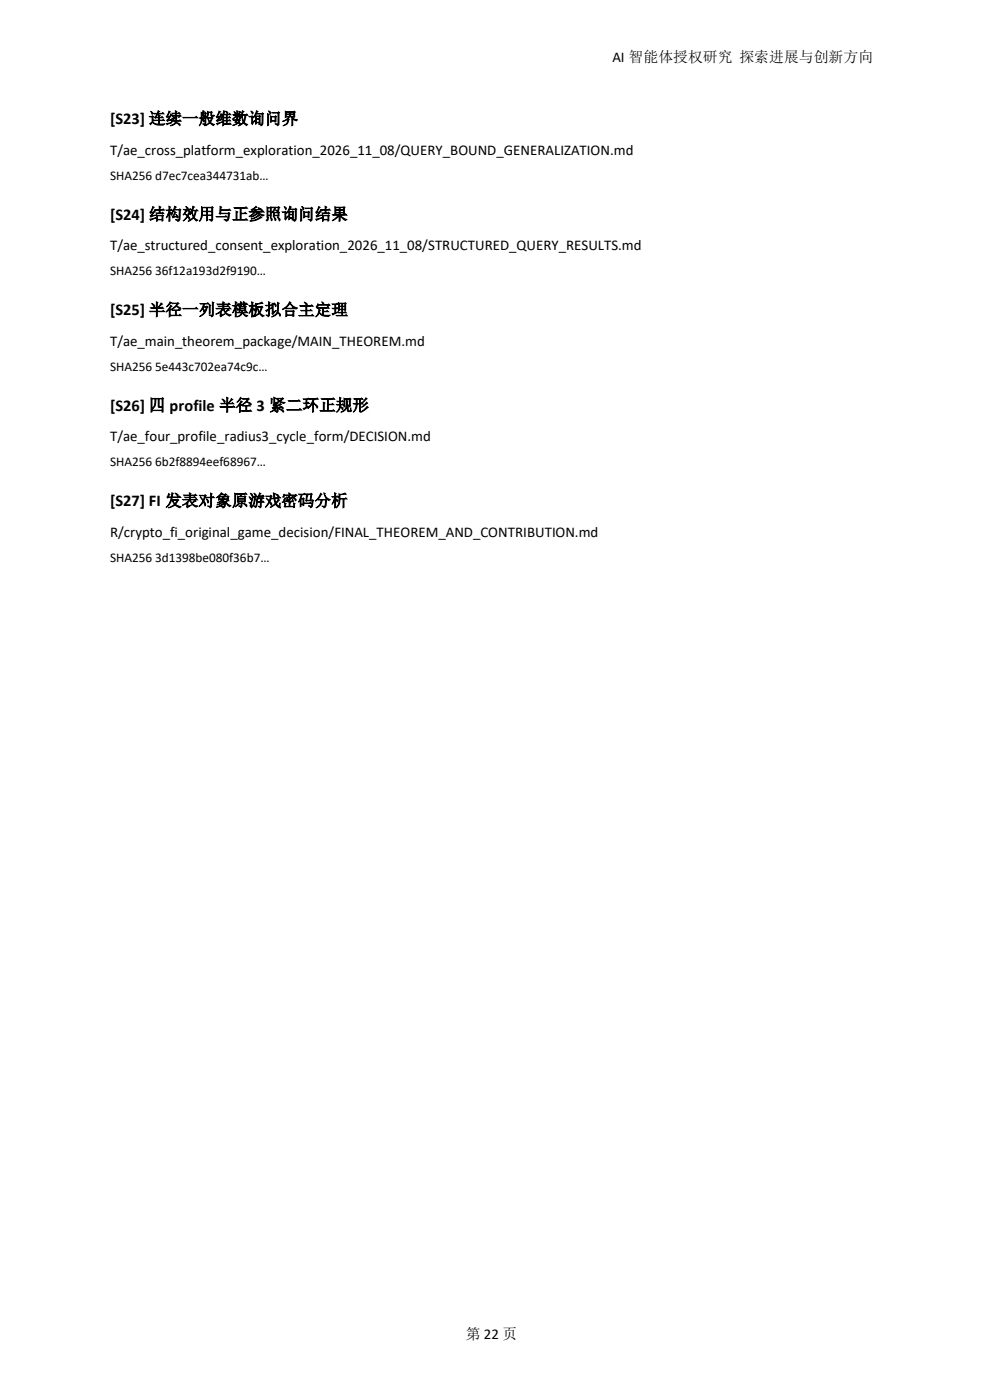 AI 智能体授权研究 探索进展与创新方向
[S23] 连续一般维数询问界
T/ae_cross_platform_exploration_2026_11_08/QUERY_BOUND_GENERALIZATION.md
SHA256 d7ec7cea344731ab...
[S24] 结构效用与正参照询问结果
T/ae_structured_consent_exploration_2026_11_08/STRUCTURED_QUERY_RESULTS.md
SHA256 36f12a193d2f9190...
[S25] 半径一列表模板拟合主定理
T/ae_main_theorem_package/MAIN_THEOREM.md
SHA256 5e443c702ea74c9c...
[S26] 四 profile 半径 3 紧二环正规形
T/ae_four_profile_radius3_cycle_form/DECISION.md
SHA256 6b2f8894eef68967...
[S27] FI 发表对象原游戏密码分析
R/crypto_fi_original_game_decision/FINAL_THEOREM_AND_CONTRIBUTION.md
SHA256 3d1398be080f36b7...
第 22 页